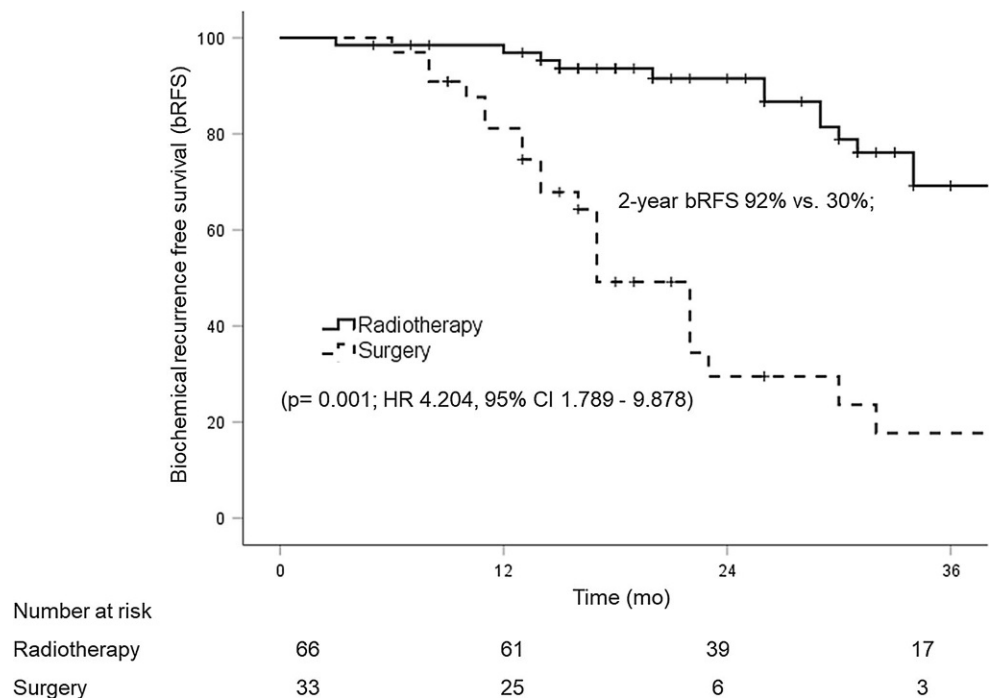 Biochemical recurrence free survival (bRFS)
100
80
60
40
20
0
2-year bRFS 92% vs. 30%;
Radiotherapy
Surgery
(p= 0.001; HR 4.204, 95% CI 1.789 - 9.878)
0 12 24 36
Time (mo)
Number at risk
Radiotherapy 66 61 39 17
Surgery 33 25 6 3